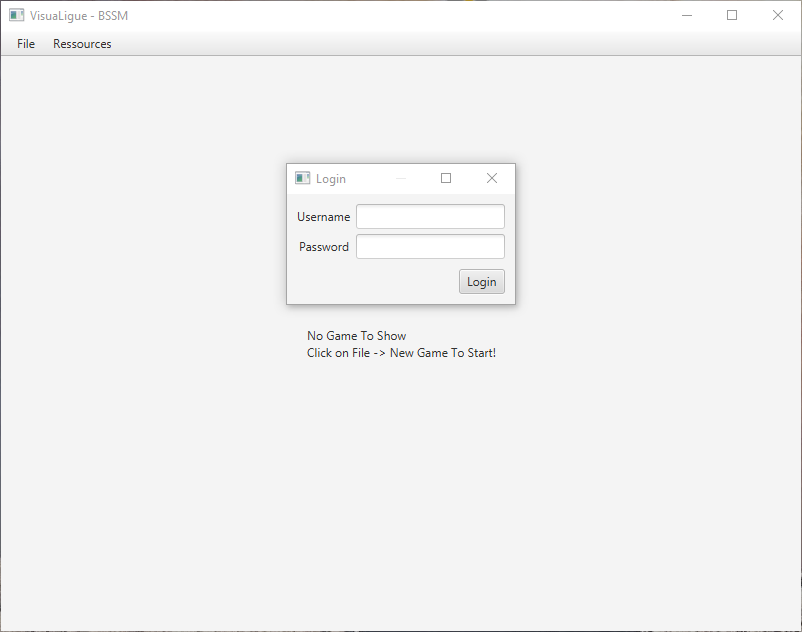 VisuaLigue - BSSM
File Ressources
Login
Username
Password
Login
No Game To Show
Click on File -> New Game To Start!